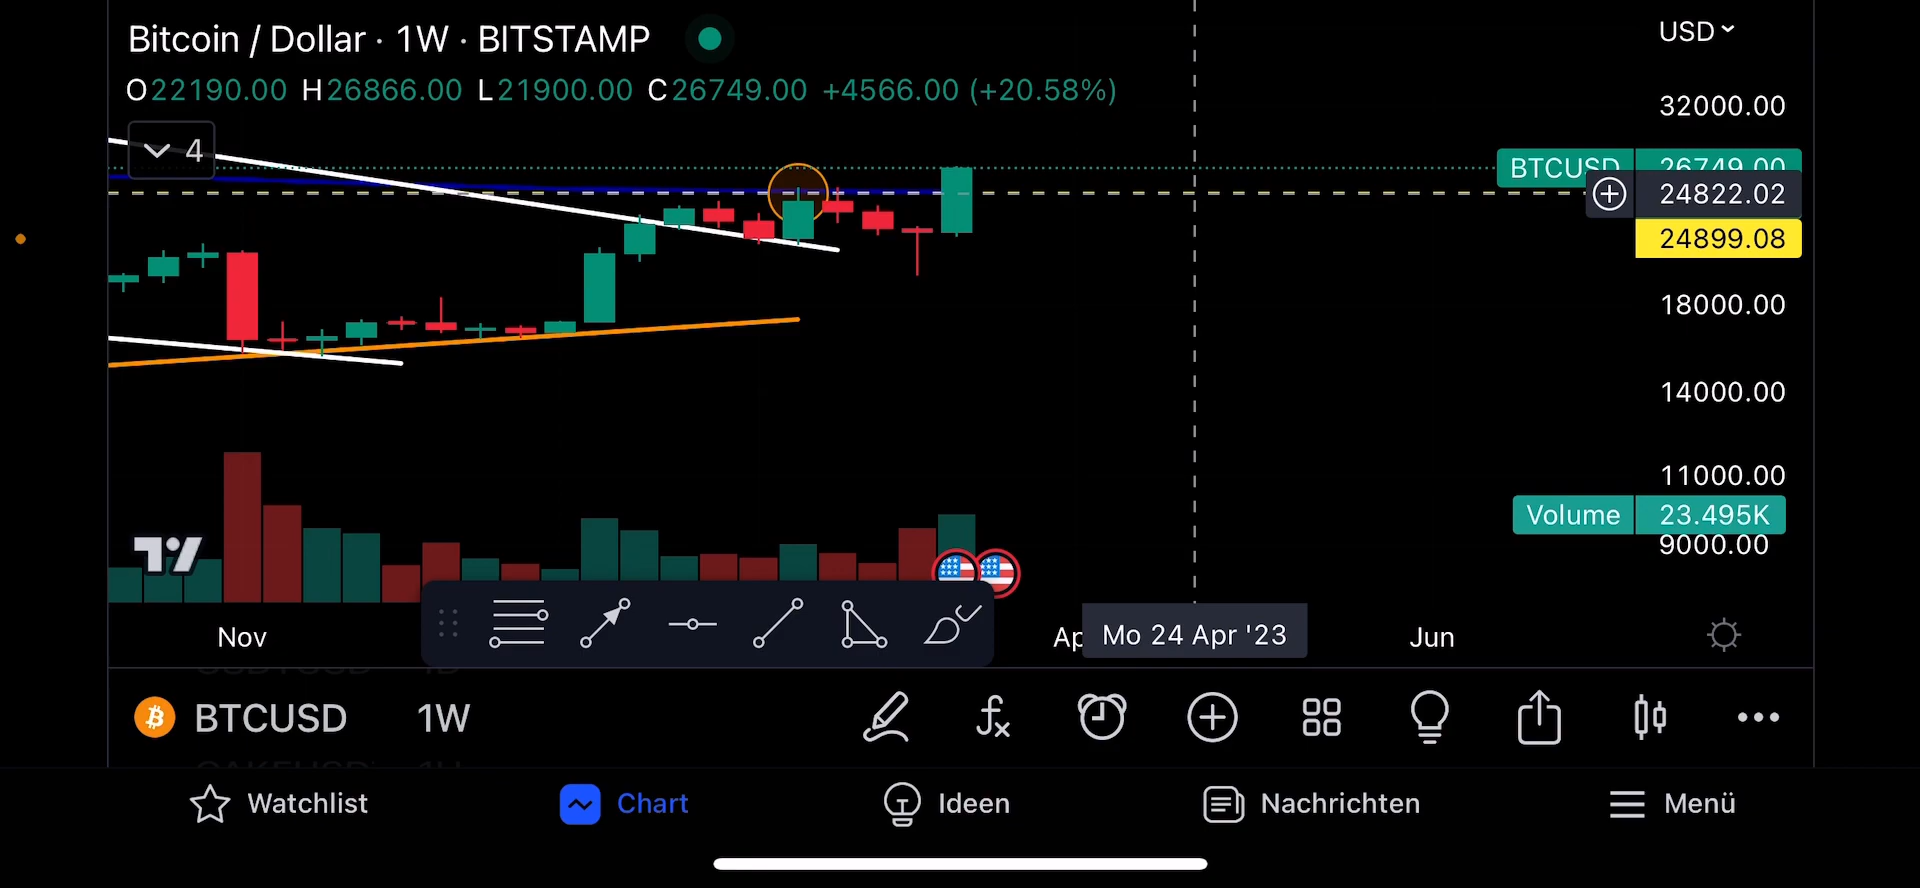 Bitcoin / Dollar · 1W · BITSTAMP
USD
O22190.00 H26866.00 L21900.00 C26749.00 +4566.00 (+20.58%)
32000.00
4
BTCUSD 26749.00
24822.02
24899.08
18000.00
14000.00
11000.00
Volume 23.495K
9000.00
Nov
Mo 24 Apr '23
Jun
BTCUSD 1W
Watchlist
Chart
Ideen
Nachrichten
Menü